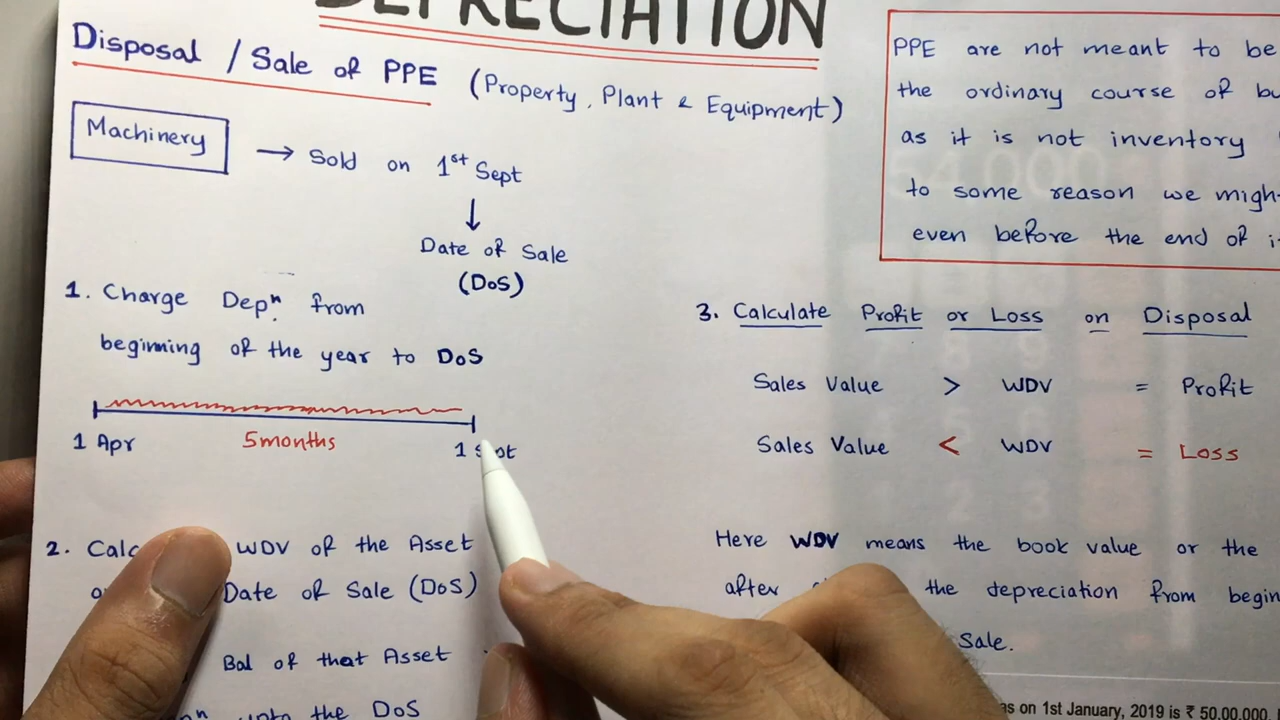 DEPRECIATION
Disposal / Sale of PPE (Property, Plant & Equipment)
Machinery → Sold on 1st Sept
↓
Date of Sale
(DoS)
1. Charge Depn from
beginning of the year to DoS
1 Apr 5months 1
2. WDV of the Asset
Date of Sale (DoS)
Bal of that Asset
upto the DoS
PPE are not meant to be
the ordinary course of
as it is not inventory
to some reason we
even before the end of
3. Calculate Profit or Loss on Disposal
Sales Value > WDV = Profit
Sales Value < WDV = Loss
Here WDV means the book value or the
after the depreciation from
Sale.
as on 1st January, 2019 is ₹ 50,00,000